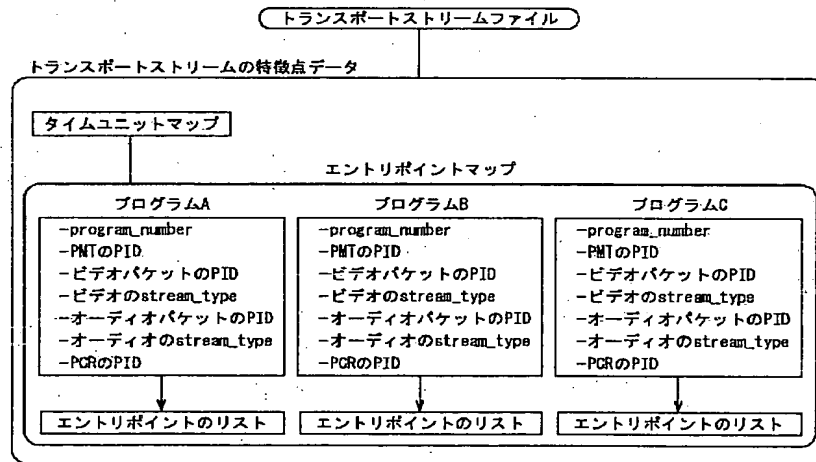 トランスポートストリームファイル
トランスポートストリームの特徴点データ
タイムユニットマップ
エントリポイントマップ
プログラムA
-program_number
-PMTのPID
-ビデオパケットのPID
-ビデオのstream_type
-オーディオパケットのPID
-オーディオのstream_type
-PCRのPID
エントリポイントのリスト
プログラムB
-program_number
-PMTのPID
-ビデオパケットのPID
-ビデオのstream_type
-オーディオパケットのPID
-オーディオのstream_type
-PCRのPID
エントリポイントのリスト
プログラムC
-program_number
-PMTのPID
-ビデオパケットのPID
-ビデオのstream_type
-オーディオパケットのPID
-オーディオのstream_type
-PCRのPID
エントリポイントのリスト